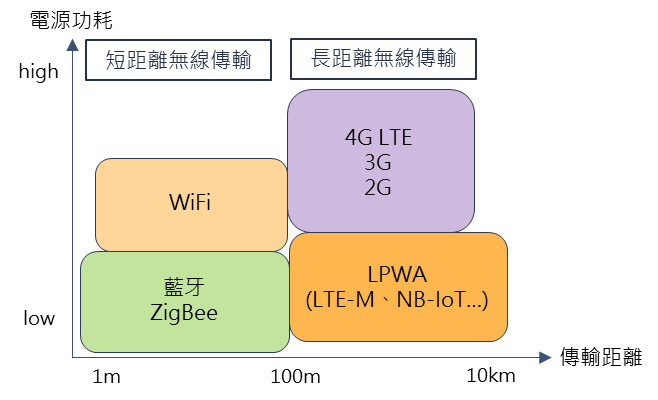 電源功耗
high
短距離無線傳輸
長距離無線傳輸
4G LTE
3G
2G
WiFi
藍牙
ZigBee
LPWA
(LTE-M、NB-IoT...)
low
傳輸距離
1m
100m
10km